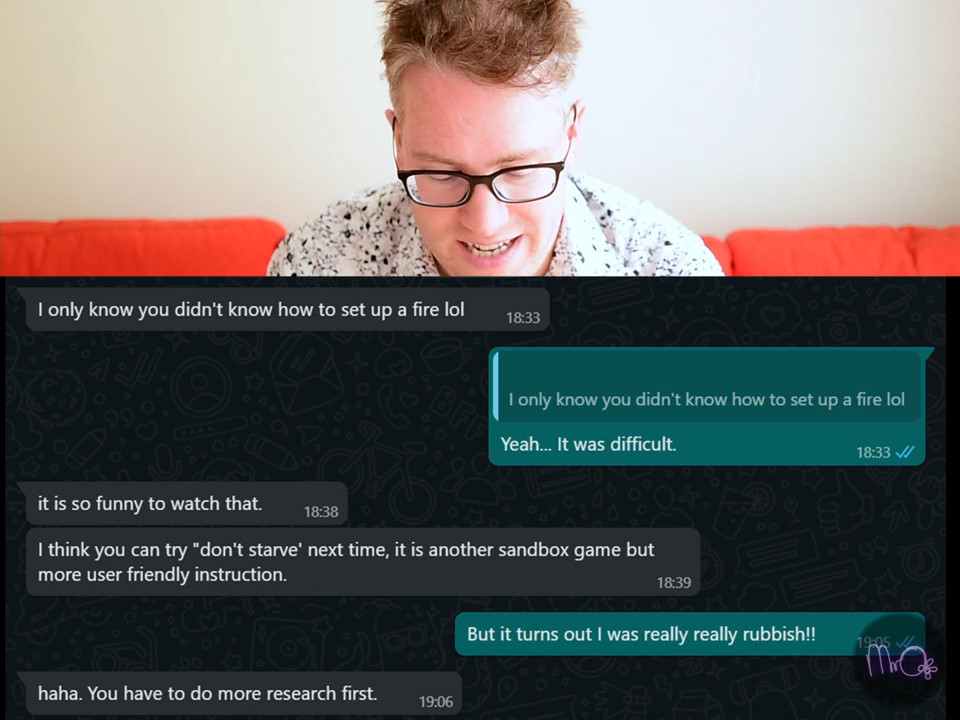 I only know you didn't know how to set up a fire lol
18:33
I only know you didn't know how to set up a fire lol
Yeah... It was difficult.
18:33
it is so funny to watch that.
18:38
I think you can try "don't starve' next time, it is another sandbox game but
more user friendly instruction.
18:39
But it turns out I was really really rubbish!!
19:05
haha. You have to do more research first.
19:06